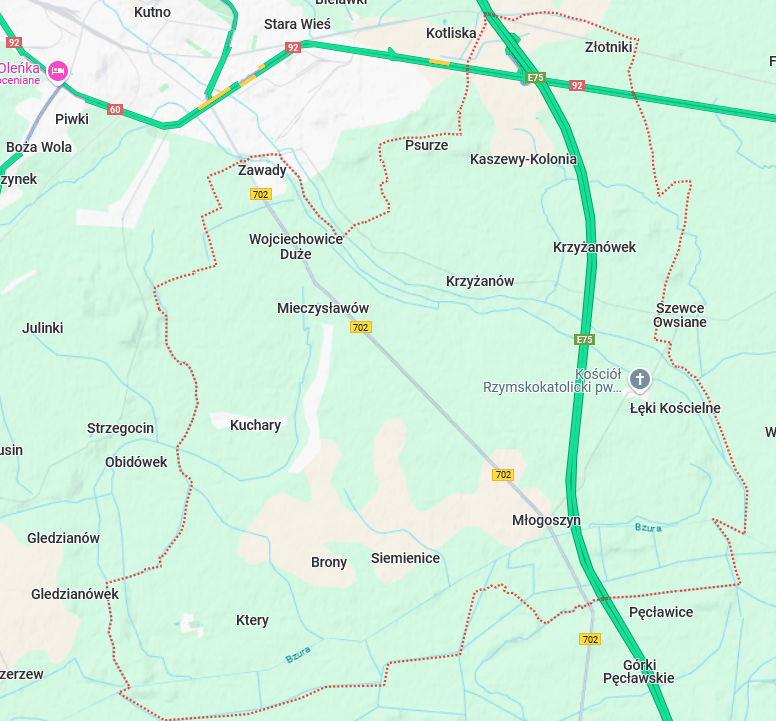 Kutno
Bielawki
Stara Wieś
Kotliska
Złotniki
92
92
Oleńka
E75
92
60
Piwki
Boża Wola
Psurze
Kaszewy-Kolonia
Zawady
702
Wojciechowice
Duże
Krzyżanówek
Krzyżanów
Mieczysławów
702
Szewce
Owsiane
Julinki
E75
Kościół
Rzymskokatolicki pw...
Łęki Kościelne
Strzegocin
Kuchary
Obidówek
702
Młogoszyn
Bzura
Gledzianów
Brony
Siemienice
Gledzianówek
Ktery
Pęcławice
702
Bzura
Górki
Pęcławskie